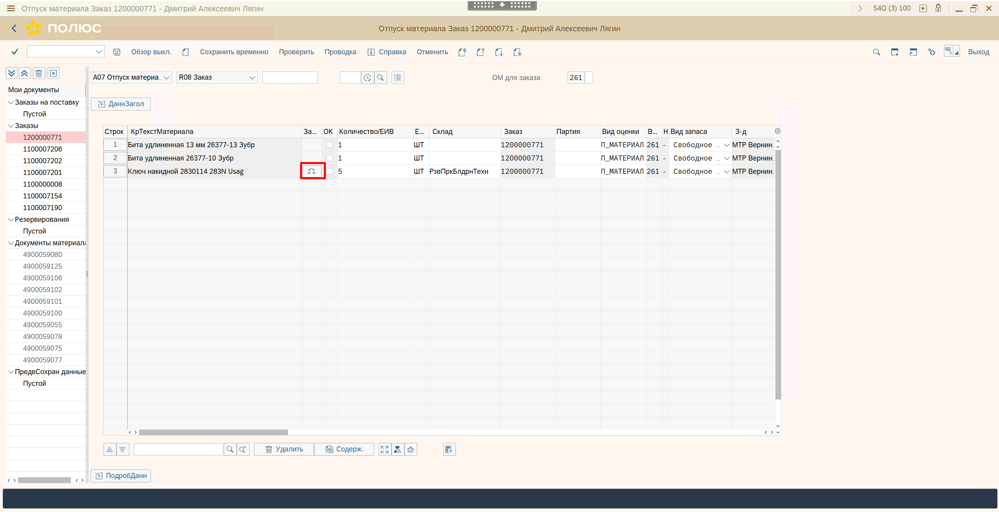 Отпуск материала Заказ 1200000771 - Дмитрий Алексеевич Лягин
S4Q (3) 100
ПОЛЮС
Отпуск материала Заказ 1200000771 - Дмитрий Алексеевич Лягин
Обзор выкл. Сохранить временно Проверить Проводка Справка Отменить Выход
A07 Отпуск материа... R08 Заказ ОМ для заказа 261
Мои документы
Заказы на поставку
Пустой
Заказы
1200000771
1100007206
1100007202
1100007201
1100000008
1100007154
1100007190
Резервирования
Пустой
Документы материала
4900059080
4900059125
4900059106
4900059102
4900059101
4900059100
4900059055
4900059078
4900059075
4900059077
ПредвСохран данные
Пустой
ДаннЗагол
Строк КрТекстМатериала За... OK Количество/ЕИВ Е... Склад Заказ Партия Вид оценки В... Н Вид запаса З-д
1 Бита удлиненная 13 мм 26377-13 Зубр 1 ШТ 1200000771 П_МАТЕРИАЛ 261 - Свободное ... МТР Вернин.
2 Бита удлиненная 26377-10 Зубр 1 ШТ 1200000771 П_МАТЕРИАЛ 261 - Свободное ... МТР Вернин.
3 Ключ накидной 2830114 283N Usag 5 ШТ РзвПркБлдрнТехн 1200000771 П_МАТЕРИАЛ 261 - Свободное ... МТР Вернин.
Удалить Содерж.
ПодробДанн